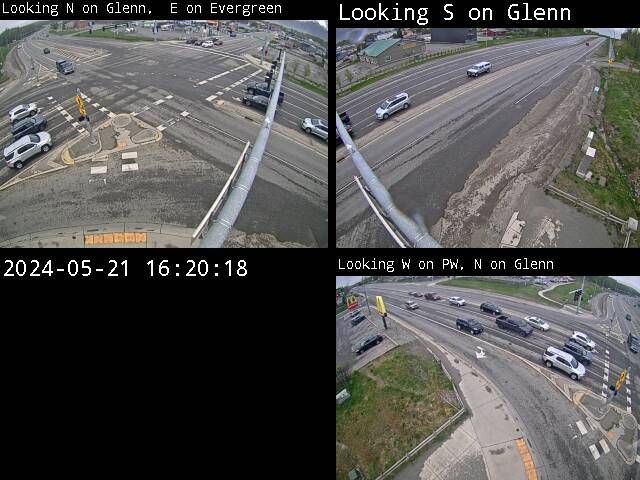 Looking N on Glenn, E on Evergreen
Looking S on Glenn
2024-05-21 16:20:18
Looking W on PW, N on Glenn